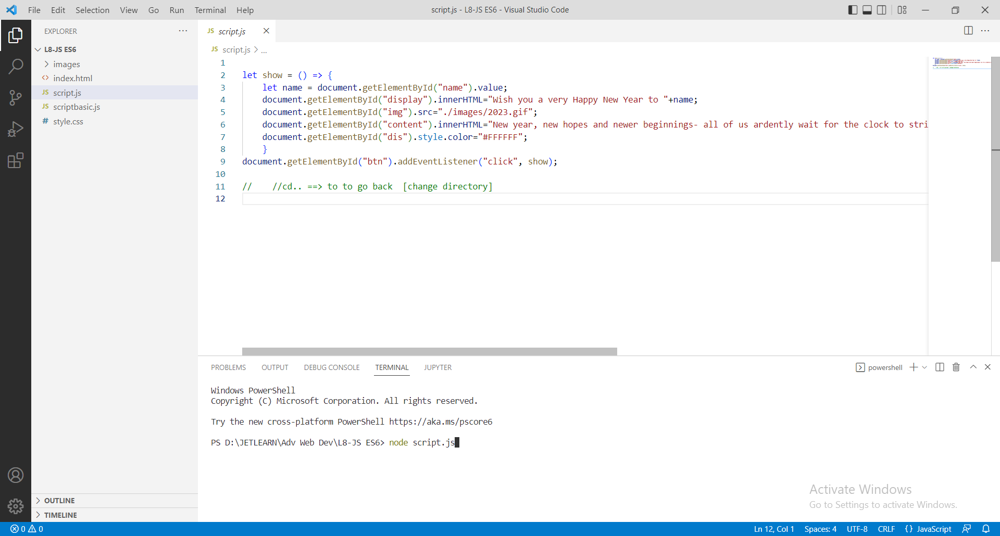 File Edit Selection View Go Run Terminal Help script.js - L8-JS ES6 - Visual Studio Code
EXPLORER
L8-JS ES6
images
index.html
JS script.js
JS scriptbasic.js
# style.css
OUTLINE
TIMELINE
JS script.js
JS script.js > ...
1
2 let show = () => {
3 let name = document.getElementById("name").value;
4 document.getElementById("display").innerHTML="Wish you a very Happy New Year to "+name;
5 document.getElementById("img").src="./images/2023.gif";
6 document.getElementById("content").innerHTML="New year, new hopes and newer beginnings- all of us ardently wait for the clock to stri
7 document.getElementById("dis").style.color="#FFFFFF";
8 }
9 document.getElementById("btn").addEventListener("click", show);
10
11 // //cd.. ==> to to go back [change directory]
12
PROBLEMS OUTPUT DEBUG CONSOLE TERMINAL JUPYTER powershell
Windows PowerShell
Copyright (C) Microsoft Corporation. All rights reserved.
Try the new cross-platform PowerShell https://aka.ms/pscore6
PS D:\JETLEARN\Adv Web Dev\L8-JS ES6> node script.js
Activate Windows
Go to Settings to activate Windows.
0 0 Ln 12, Col 1 Spaces: 4 UTF-8 CRLF {} JavaScript